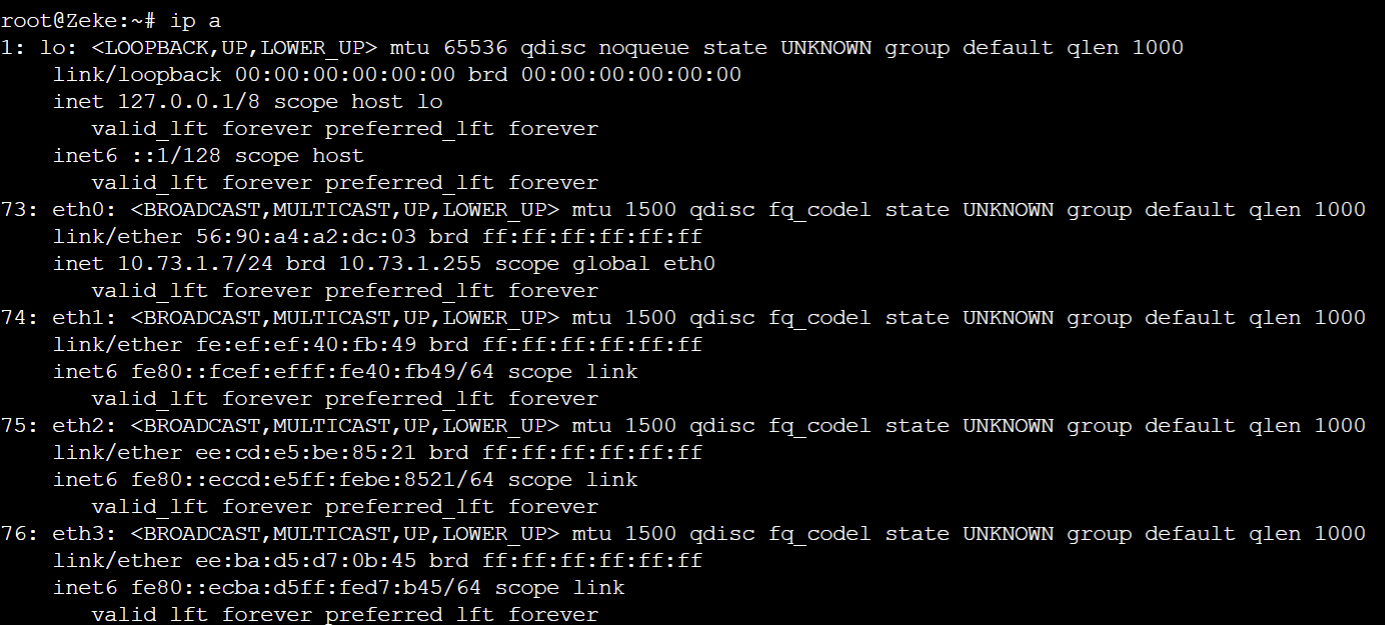 root@Zeke:~# ip a
1: lo: <LOOPBACK,UP,LOWER_UP> mtu 65536 qdisc noqueue state UNKNOWN group default qlen 1000
    link/loopback 00:00:00:00:00:00 brd 00:00:00:00:00:00
    inet 127.0.0.1/8 scope host lo
       valid_lft forever preferred_lft forever
    inet6 ::1/128 scope host
       valid_lft forever preferred_lft forever
73: eth0: <BROADCAST,MULTICAST,UP,LOWER_UP> mtu 1500 qdisc fq_codel state UNKNOWN group default qlen 1000
    link/ether 56:90:a4:a2:dc:03 brd ff:ff:ff:ff:ff:ff
    inet 10.73.1.7/24 brd 10.73.1.255 scope global eth0
       valid_lft forever preferred_lft forever
74: eth1: <BROADCAST,MULTICAST,UP,LOWER_UP> mtu 1500 qdisc fq_codel state UNKNOWN group default qlen 1000
    link/ether fe:ef:ef:40:fb:49 brd ff:ff:ff:ff:ff:ff
    inet6 fe80::fcef:efff:fe40:fb49/64 scope link
       valid_lft forever preferred_lft forever
75: eth2: <BROADCAST,MULTICAST,UP,LOWER_UP> mtu 1500 qdisc fq_codel state UNKNOWN group default qlen 1000
    link/ether ee:cd:e5:be:85:21 brd ff:ff:ff:ff:ff:ff
    inet6 fe80::eccd:e5ff:febe:8521/64 scope link
       valid_lft forever preferred_lft forever
76: eth3: <BROADCAST,MULTICAST,UP,LOWER_UP> mtu 1500 qdisc fq_codel state UNKNOWN group default qlen 1000
    link/ether ee:ba:d5:d7:0b:45 brd ff:ff:ff:ff:ff:ff
    inet6 fe80::ecba:d5ff:fed7:b45/64 scope link
       valid_lft forever preferred_lft forever